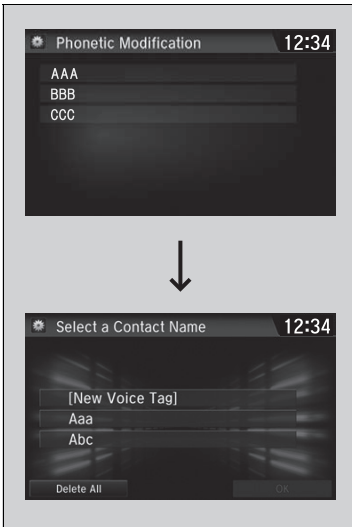 Phonetic Modification 12:34
AAA
BBB
CCC
Select a Contact Name 12:34
[New Voice Tag]
Aaa
Abc
Delete All OK